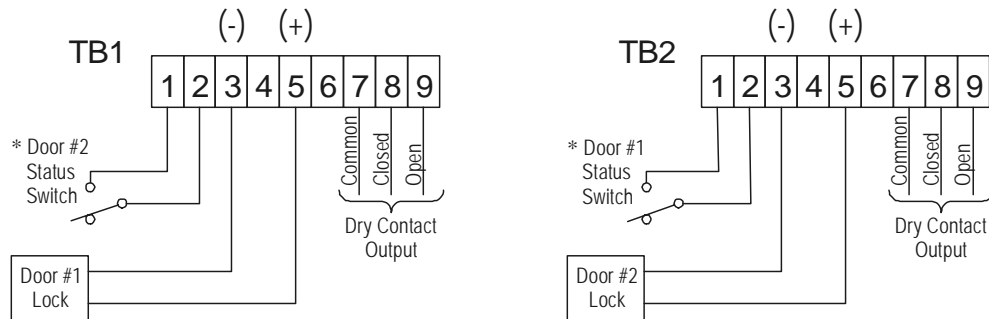 (-) (+)
TB1
1 2 3 4 5 6 7 8 9
* Door #2
Status
Switch
Common
Closed
Open
Dry Contact
Output
Door #1
Lock
(-) (+)
TB2
1 2 3 4 5 6 7 8 9
* Door #1
Status
Switch
Common
Closed
Open
Dry Contact
Output
Door #2
Lock